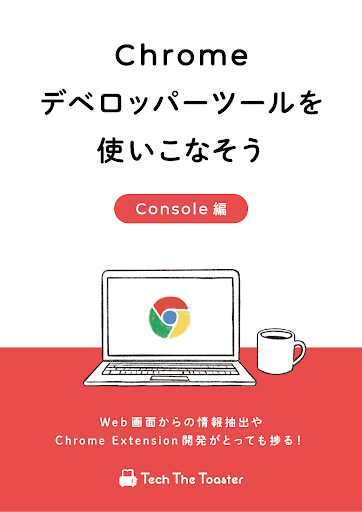 Chrome
デベロッパーツールを
使いこなそう
Console 編
Web 画面からの情報抽出や
Chrome Extension 開発がとっても捗る！
Tech The Toaster